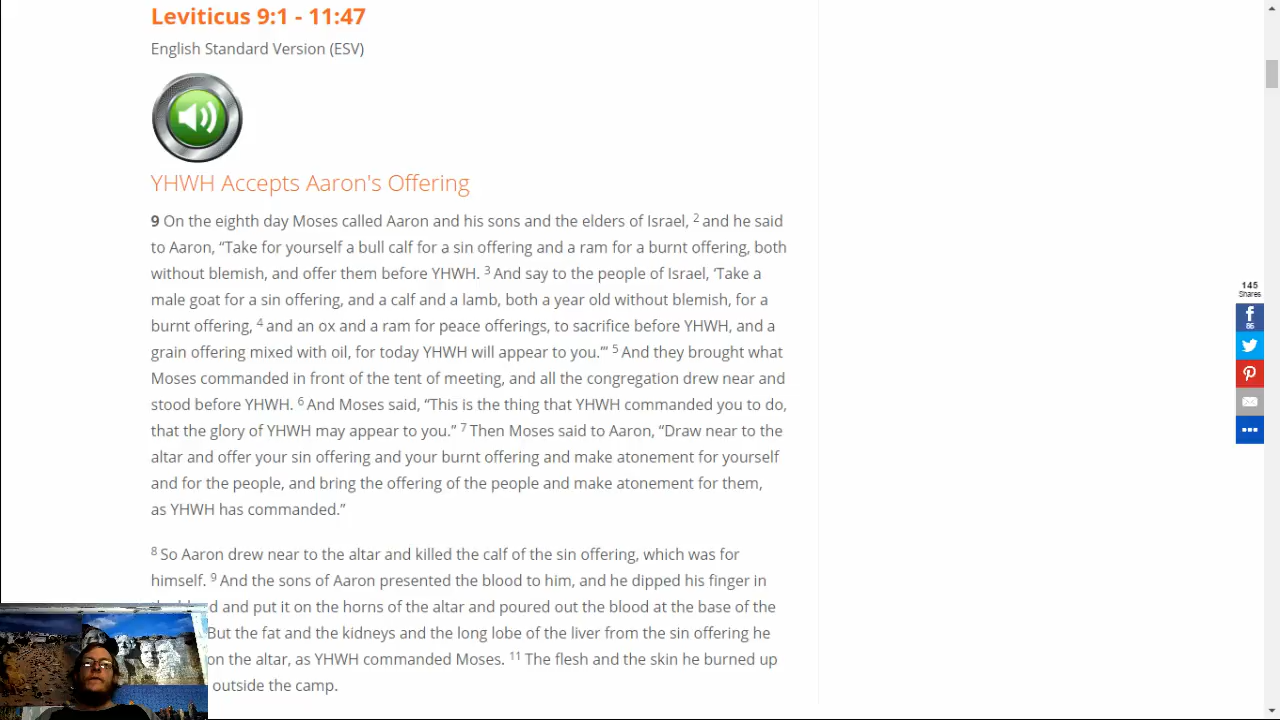 Leviticus 9:1 - 11:47
English Standard Version (ESV)
YHWH Accepts Aaron's Offering
9 On the eighth day Moses called Aaron and his sons and the elders of Israel, 2 and he said
to Aaron, “Take for yourself a bull calf for a sin offering and a ram for a burnt offering, both
without blemish, and offer them before YHWH. 3 And say to the people of Israel, ‘Take a
male goat for a sin offering, and a calf and a lamb, both a year old without blemish, for a
burnt offering, 4 and an ox and a ram for peace offerings, to sacrifice before YHWH, and a
grain offering mixed with oil, for today YHWH will appear to you.’” 5 And they brought what
Moses commanded in front of the tent of meeting, and all the congregation drew near and
stood before YHWH. 6 And Moses said, “This is the thing that YHWH commanded you to do,
that the glory of YHWH may appear to you.” 7 Then Moses said to Aaron, “Draw near to the
altar and offer your sin offering and your burnt offering and make atonement for yourself
and for the people, and bring the offering of the people and make atonement for them,
as YHWH has commanded.”
8 So Aaron drew near to the altar and killed the calf of the sin offering, which was for
himself. 9 And the sons of Aaron presented the blood to him, and he dipped his finger in
and put it on the horns of the altar and poured out the blood at the base of the
But the fat and the kidneys and the long lobe of the liver from the sin offering he
on the altar, as YHWH commanded Moses. 11 The flesh and the skin he burned up
outside the camp.
145
Shares
86